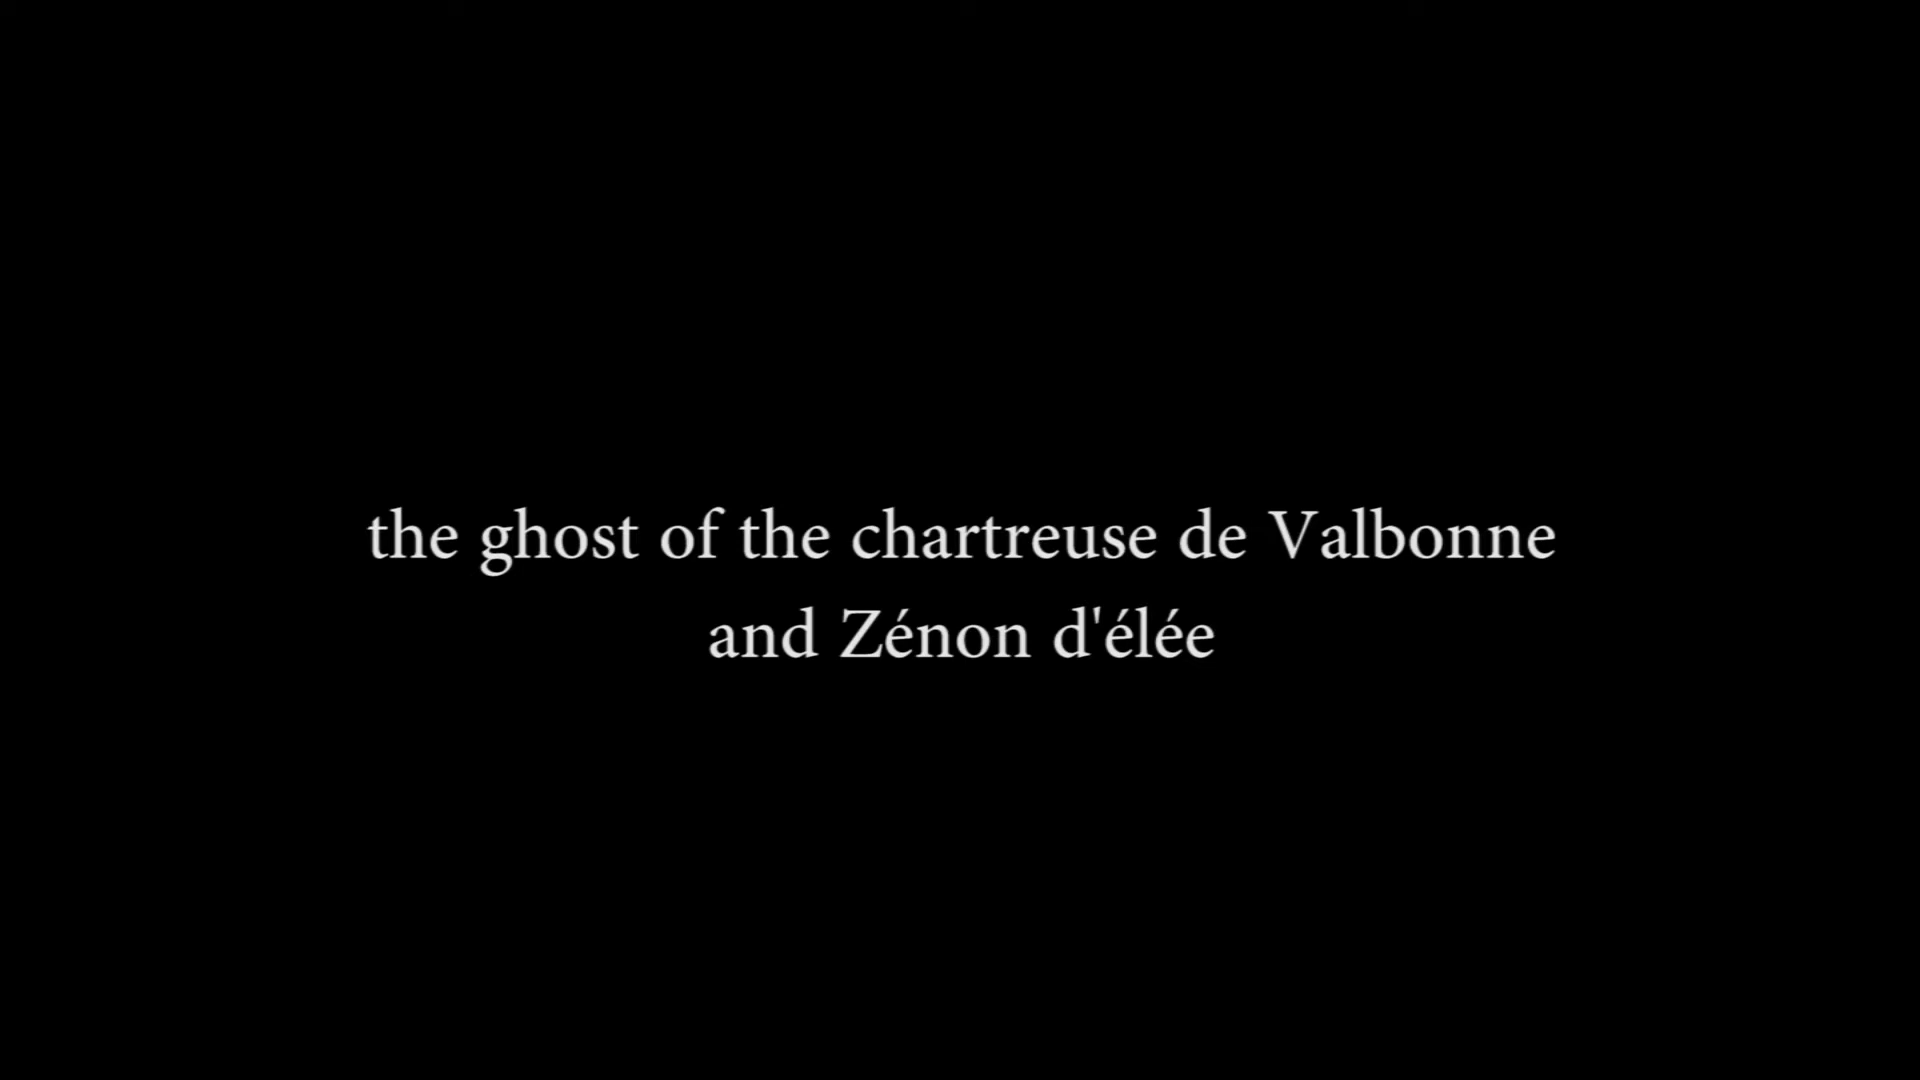 the ghost of the chartreuse de Valbonne
and Zénon d'élée